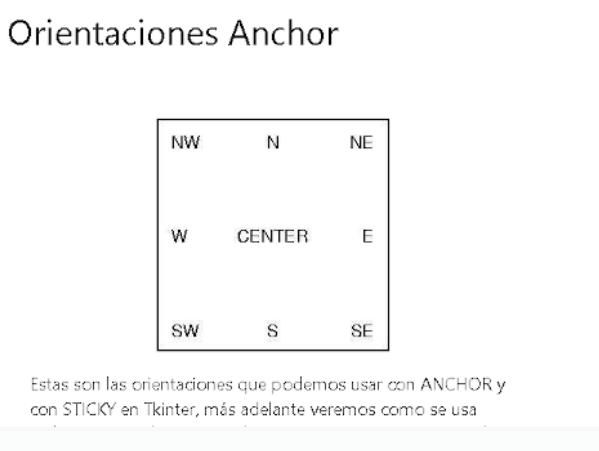 Orientaciones Anchor
NW N NE
W CENTER E
SW S SE
Estas son las orientaciones que podemos usar con ANCHOR y
con STICKY en Tkinter, más adelante veremos como se usa